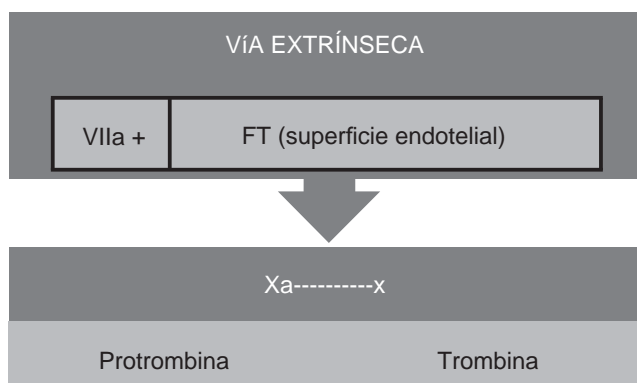 VíA EXTRÍNSECA
VIIa + FT (superficie endotelial)
Xa----------x
Protrombina Trombina